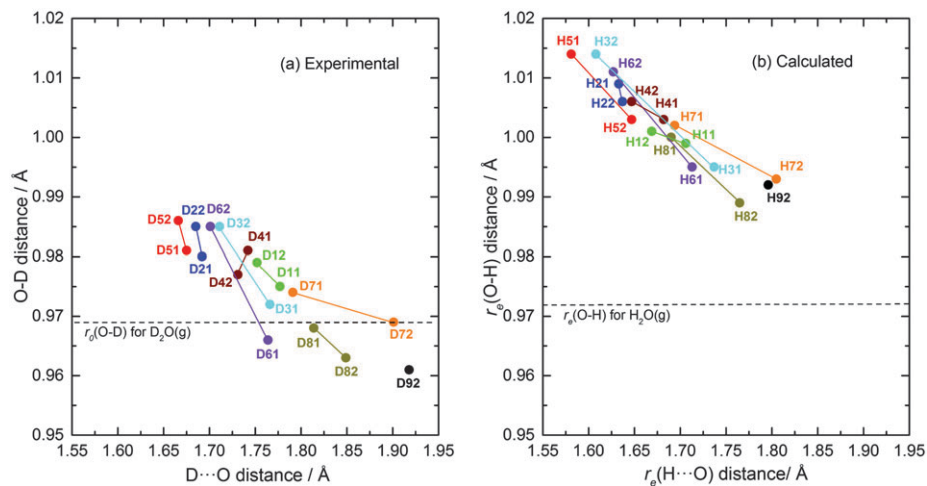 (a) Experimental
1.02
1.01
1.00
0.99
0.98
0.97
0.96
0.95
O-D distance / Å
D52
D22
D62
D32
D41
D51
D21
D42
D12
D11
D31
D71
r₀(O-D) for D₂O(g)
D61
D81
D72
D82
D92
1.55 1.60 1.65 1.70 1.75 1.80 1.85 1.90 1.95
D···O distance/ Å
(b) Calculated
1.02
1.01
1.00
0.99
0.98
0.97
0.96
0.95
rₑ(O-H) distance / Å
H51
H32
H62
H21
H42
H22
H41
H71
H52
H12
H11
H81
H61
H31
H72
H92
H82
rₑ(O-H) for H₂O(g)
1.55 1.60 1.65 1.70 1.75 1.80 1.85 1.90 1.95
rₑ(H···O) distance/ Å